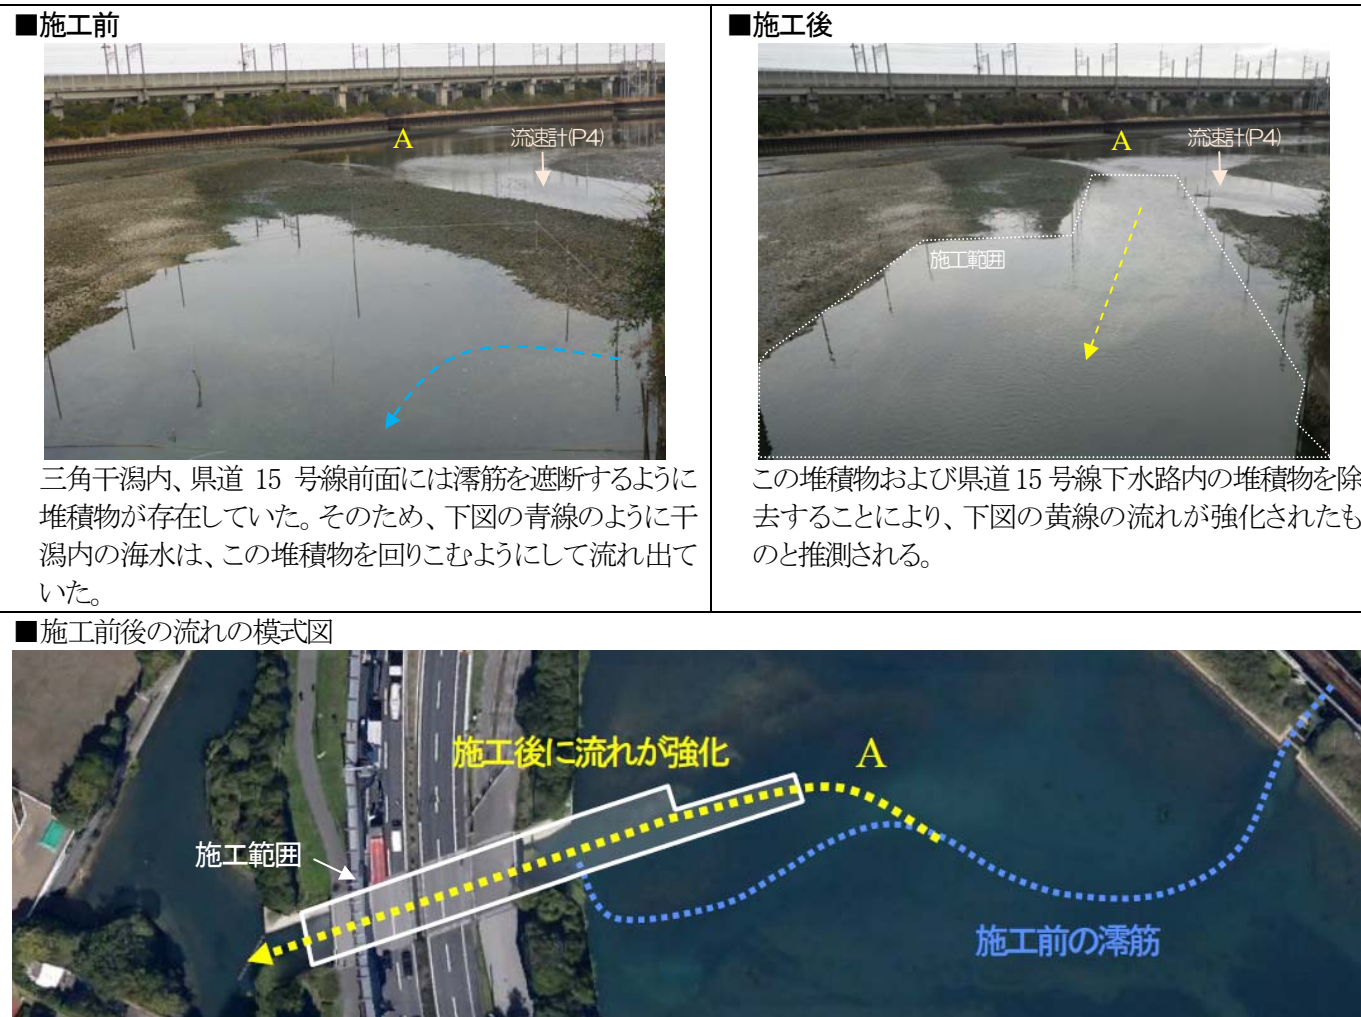 ■施工前
A
流速計(P4)
三角干潟内、県道 15 号線前面には澪筋を遮断するように
堆積物が存在していた。そのため、下図の青線のように干
潟内の海水は、この堆積物を回りこむようにして流れ出て
いた。
■施工後
A
流速計(P4)
施工範囲
この堆積物および県道 15 号線下水路内の堆積物を除
去することにより、下図の黄線の流れが強化されたも
のと推測される。
■施工前後の流れの模式図
施工後に流れが強化
A
施工範囲
施工前の澪筋